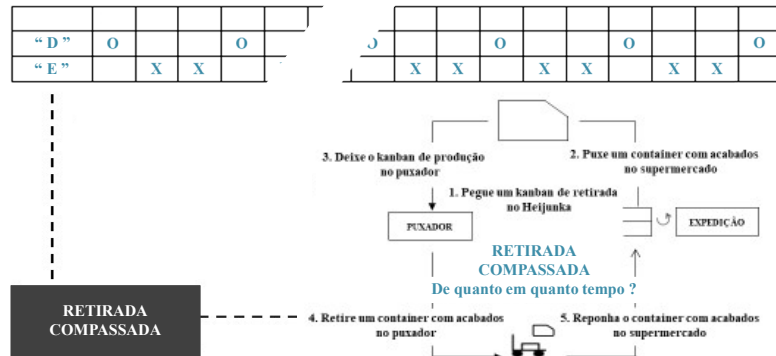 “ D ” O O O O O O
“ E ” X X X X X X X X
3. Deixe o kanban de produção
no puxador
2. Puxe um container com acabados
no supermercado
1. Pegue um kanban de retirada
no Heijunka
PUXADOR
EXPEDIÇÃO
RETIRADA
COMPASSADA
De quanto em quanto tempo ?
RETIRADA
COMPASSADA
4. Retire um container com acabados
no puxador
5. Reponha o container com acabados
no supermercado